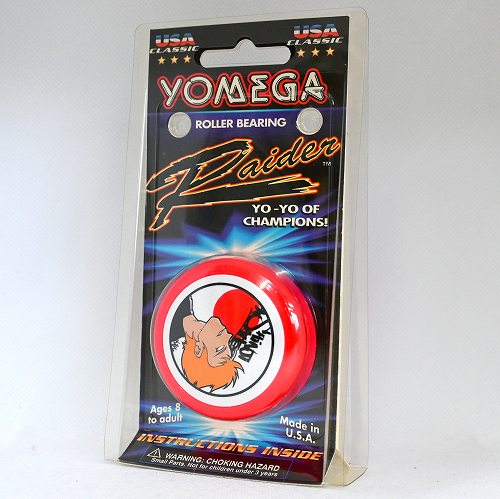 USA
CLASSIC
USA
CLASSIC
YOMEGA
ROLLER BEARING
Raider
TM
YO-YO OF
CHAMPIONS!
Ages 8
to adult
Made in
U.S.A.
INSTRUCTIONS INSIDE
WARNING: CHOKING HAZARD
Small Parts. Not for children under 3 years